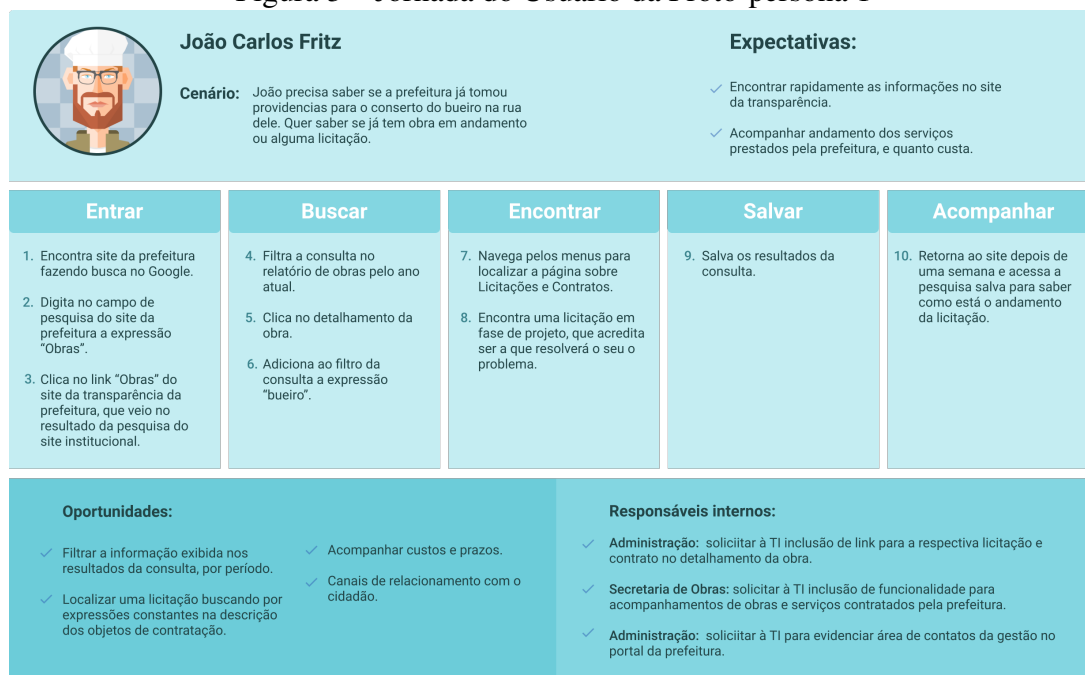 Figura 5 – Jornada do Usuário da Proto-persona 1
João Carlos Fritz
Cenário: João precisa saber se a prefeitura já tomou
providencias para o conserto do bueiro na rua
dele. Quer saber se já tem obra em andamento
ou alguma licitação.
Expectativas:
Encontrar rapidamente as informações no site
da transparência.
Acompanhar andamento dos serviços
prestados pela prefeitura, e quanto custa.
Entrar
1. Encontra site da prefeitura
fazendo busca no Google.
2. Digita no campo de
pesquisa do site da
prefeitura a expressão
“Obras”.
3. Clica no link “Obras” do
site da transparência da
prefeitura, que veio no
resultado da pesquisa do
site institucional.
Buscar
4. Filtra a consulta no
relatório de obras pelo ano
atual.
5. Clica no detalhamento da
obra.
6. Adiciona ao filtro da
consulta a expressão
“bueiro”.
Encontrar
7. Navega pelos menus para
localizar a página sobre
Licitações e Contratos.
8. Encontra uma licitação em
fase de projeto, que acredita
ser a que resolverá o seu o
problema.
Salvar
9. Salva os resultados da
consulta.
Acompanhar
10. Retorna ao site depois de
uma semana e acessa a
pesquisa salva para saber
como está o andamento
da licitação.
Oportunidades:
Filtrar a informação exibida nos
resultados da consulta, por período.
Localizar uma licitação buscando por
expressões constantes na descrição
dos objetos de contratação.
Acompanhar custos e prazos.
Canais de relacionamento com o
cidadão.
Responsáveis internos:
Administração: soliciitar à TI inclusão de link para a respectiva licitação e
contrato no detalhamento da obra.
Secretaria de Obras: solicitar à TI inclusão de funcionalidade para
acompanhamentos de obras e serviços contratados pela prefeitura.
Administração: soliciitar à TI para evidenciar área de contatos da gestão no
portal da prefeitura.